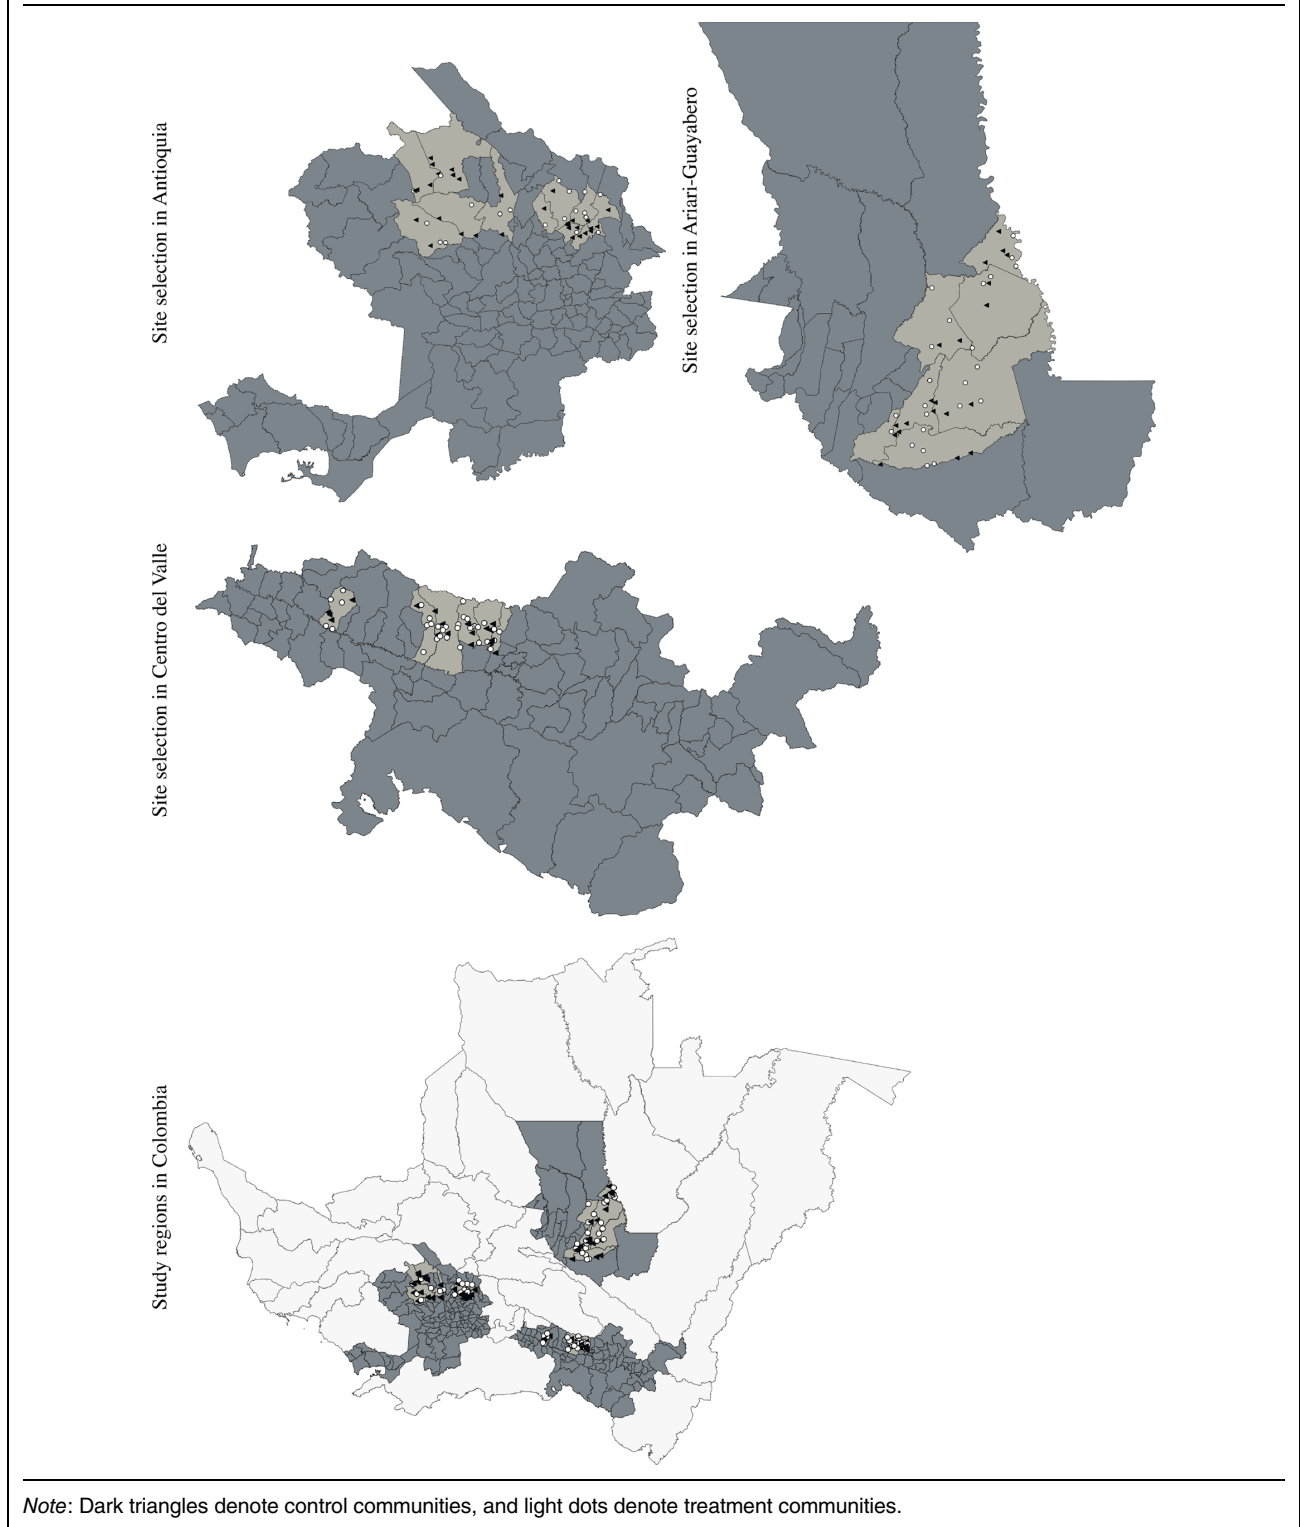 Site selection in Antioquia
Site selection in Ariari-Guayabero
Site selection in Centro del Valle
Study regions in Colombia
Note: Dark triangles denote control communities, and light dots denote treatment communities.